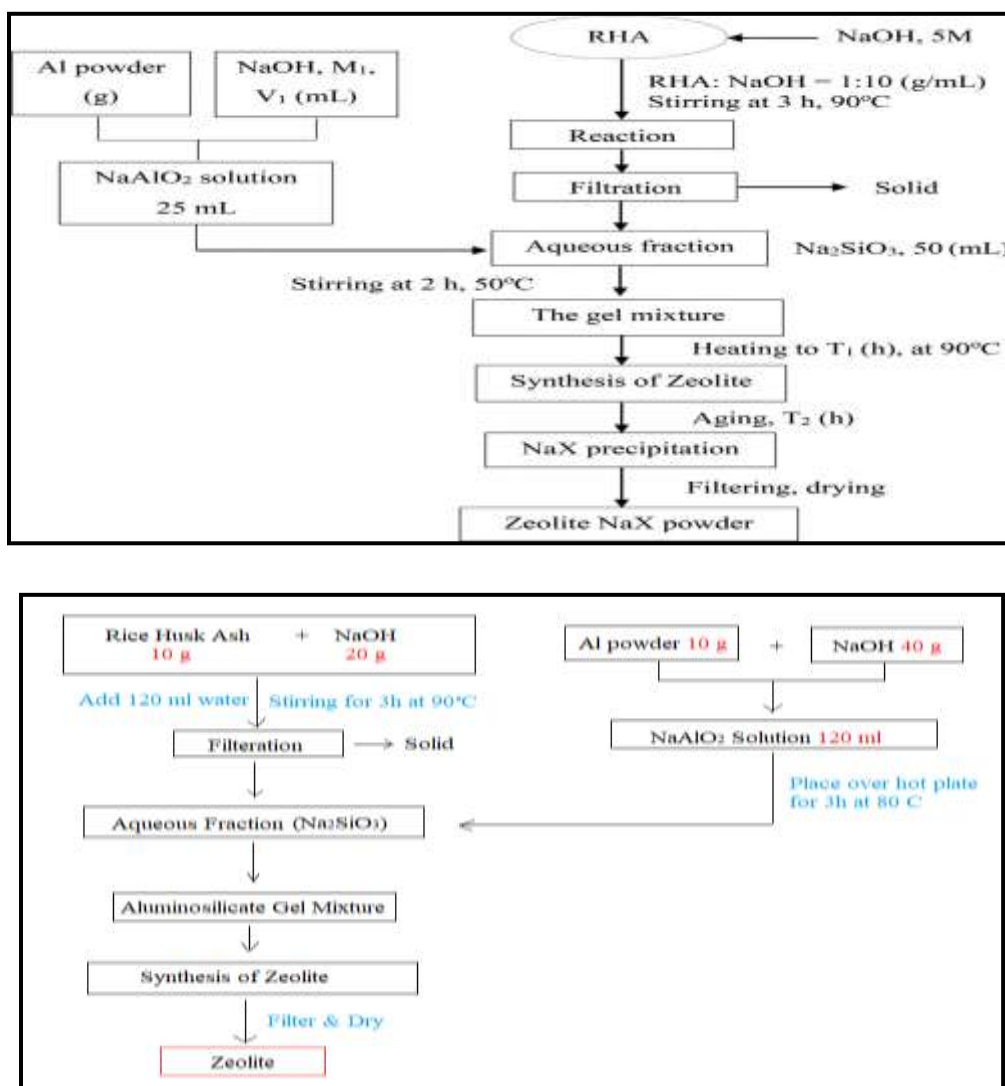 RHA
NaOH, 5M
Al powder
(g)
NaOH, M₁,
V₁ (mL)
RHA: NaOH = 1:10 (g/mL)
Stirring at 3 h, 90ºC
Reaction
NaAlO₂ solution
25 mL
Filtration
Solid
Aqueous fraction
Na₂SiO₃, 50 (mL)
Stirring at 2 h, 50ºC
The gel mixture
Heating to T₁ (h), at 90ºC
Synthesis of Zeolite
Aging, T₂ (h)
NaX precipitation
Filtering, drying
Zeolite NaX powder
Rice Husk Ash + NaOH
10 g 20 g
Al powder 10 g + NaOH 40 g
Add 120 ml water Stirring for 3h at 90°C
Filteration
Solid
NaAlO₂ Solution 120 ml
Place over hot plate
for 3h at 80 C
Aqueous Fraction (Na₂SiO₃)
Aluminosilicate Gel Mixture
Synthesis of Zeolite
Filter & Dry
Zeolite